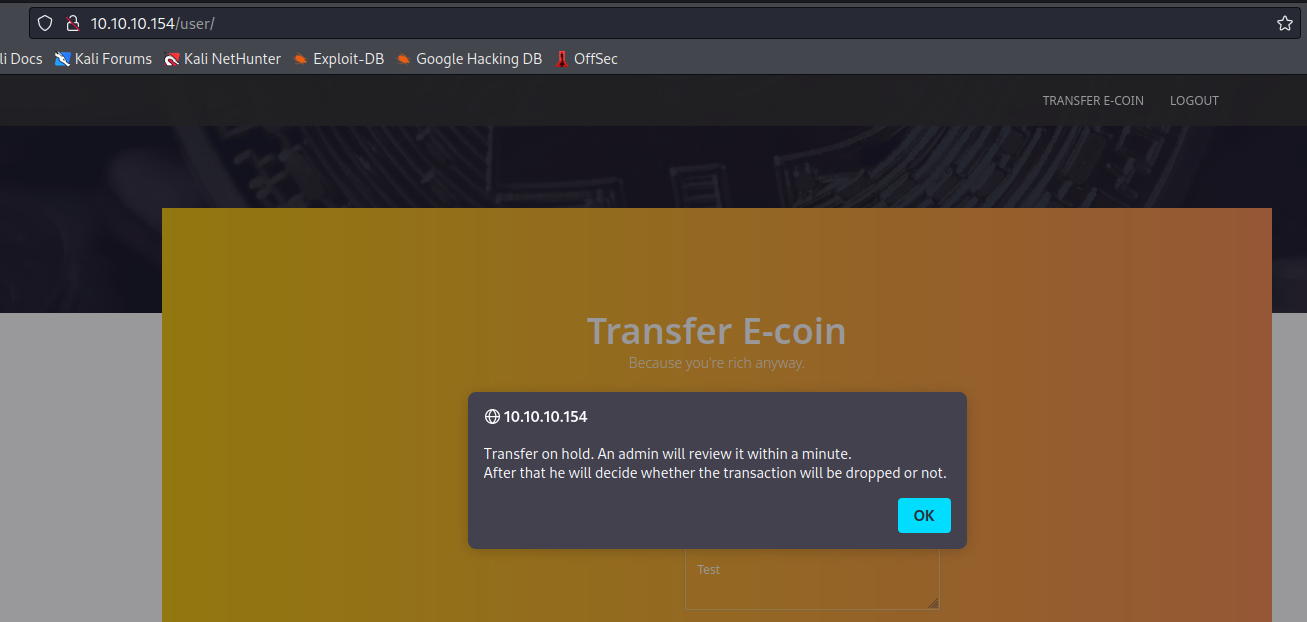 10.10.10.154/user/
li Docs Kali Forums Kali NetHunter Exploit-DB Google Hacking DB OffSec
TRANSFER E-COIN LOGOUT
Transfer E-coin
Because you're rich anyway.
10.10.10.154
Transfer on hold. An admin will review it within a minute.
After that he will decide whether the transaction will be dropped or not.
OK
Test